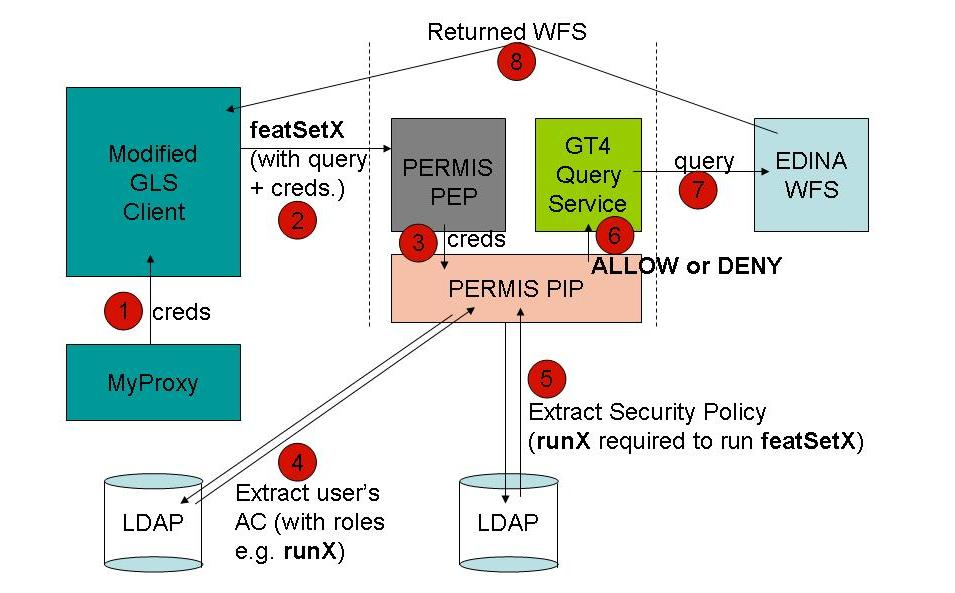 Returned WFS
8
Modified
GLS
Client
featSetX
(with query
+ creds.)
2
PERMIS
PEP
GT4
Query
Service
query
7
EDINA
WFS
3
creds
6
ALLOW or DENY
PERMIS PIP
1
creds
MyProxy
5
Extract Security Policy
(runX required to run featSetX)
4
Extract user's
AC (with roles
e.g. runX)
LDAP
LDAP